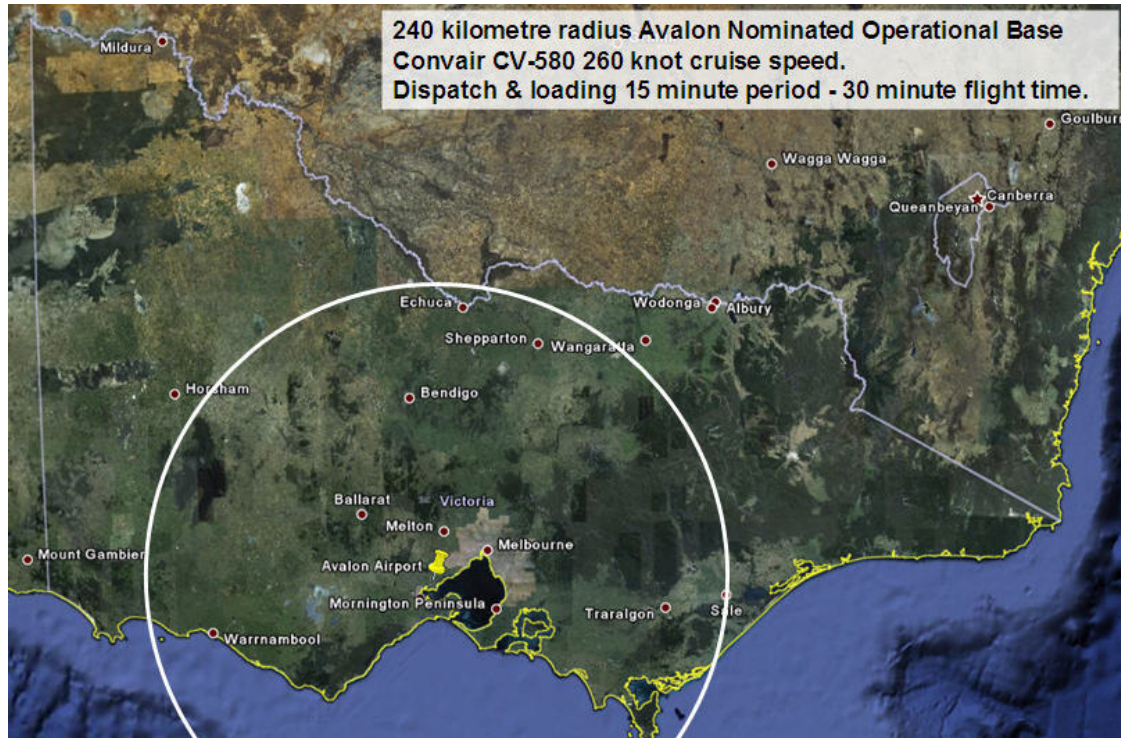 240 kilometre radius Avalon Nominated Operational Base
Convair CV-580 260 knot cruise speed.
Dispatch & loading 15 minute period - 30 minute flight time.
Mildura
Goulburn
Wagga Wagga
Canberra
Queanbeyan
Echuca
Wodonga
Albury
Shepparton
Wangaratta
Horsham
Bendigo
Ballarat
Victoria
Melton
Melbourne
Mount Gambier
Avalon Airport
Mornington Peninsula
Traralgon
Sale
Warrnambool